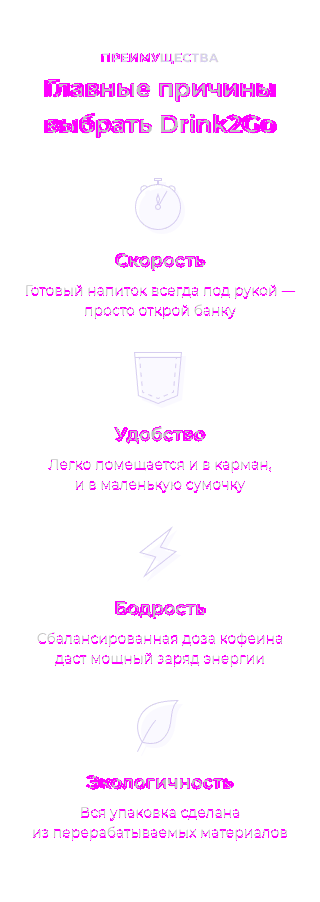 ПРЕИМУЩЕСТВА
Главные причины
выбрать Drink2Go
Скорость
Готовый напиток всегда под рукой —
просто открой банку
Удобство
Легко помещается и в карман,
и в маленькую сумочку
Бодрость
Сбалансированная доза кофеина
даст мощный заряд энергии
Экологичность
Вся упаковка сделана
из перерабатываемых материалов